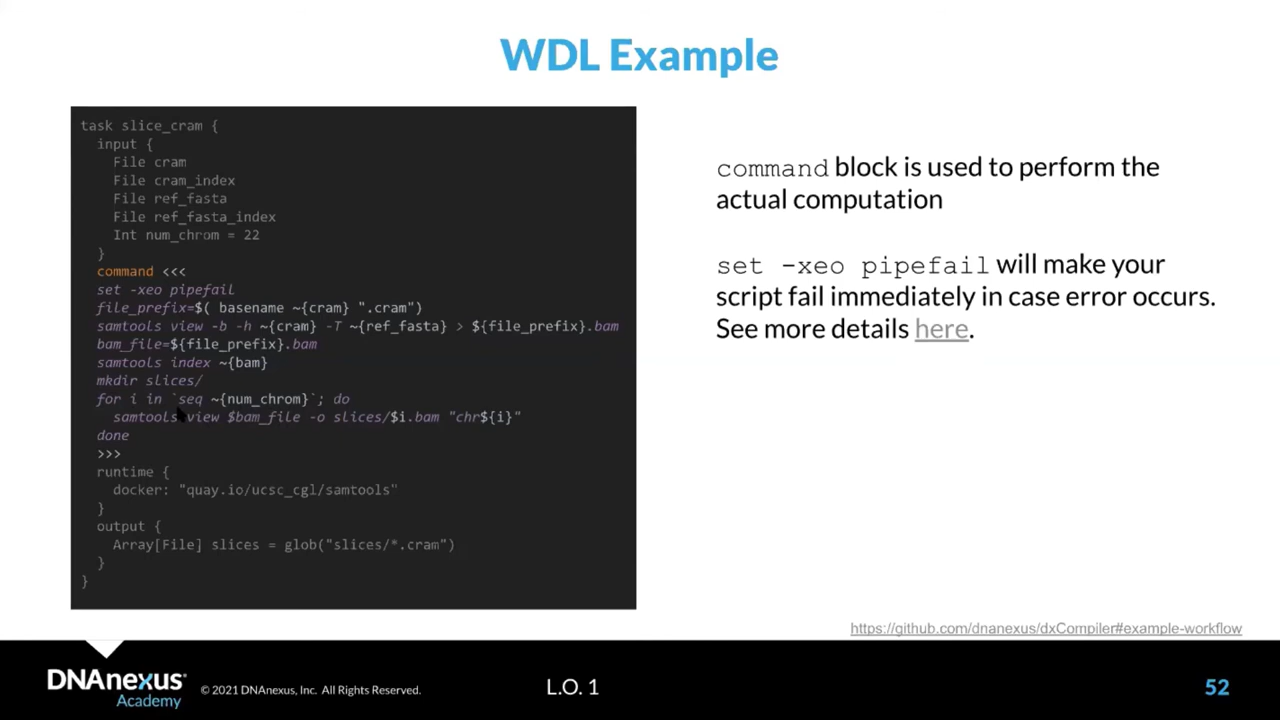 WDL Example
task slice_cram {
input {
File cram
File cram_index
File ref_fasta
File ref_fasta_index
Int num_chrom = 22
}
command <<<
set -xeo pipefail
file_prefix=$( basename ~{cram} ".cram")
samtools view -b -h ~{cram} -T ~{ref_fasta} > ${file_prefix}.bam
bam_file=${file_prefix}.bam
samtools index ~{bam}
mkdir slices/
for i in `seq ~{num_chrom}`; do
samtools view $bam_file -o slices/$i.bam "chr${i}"
done
>>>
runtime {
docker: "quay.io/ucsc_cgl/samtools"
}
output {
Array[File] slices = glob("slices/*.cram")
}
}
command block is used to perform the
actual computation
set -xeo pipefail will make your
script fail immediately in case error occurs.
See more details here.
https://github.com/dnanexus/dxCompiler#example-workflow
DNAnexus®
Academy
© 2021 DNAnexus, Inc. All Rights Reserved.
L.O. 1
52